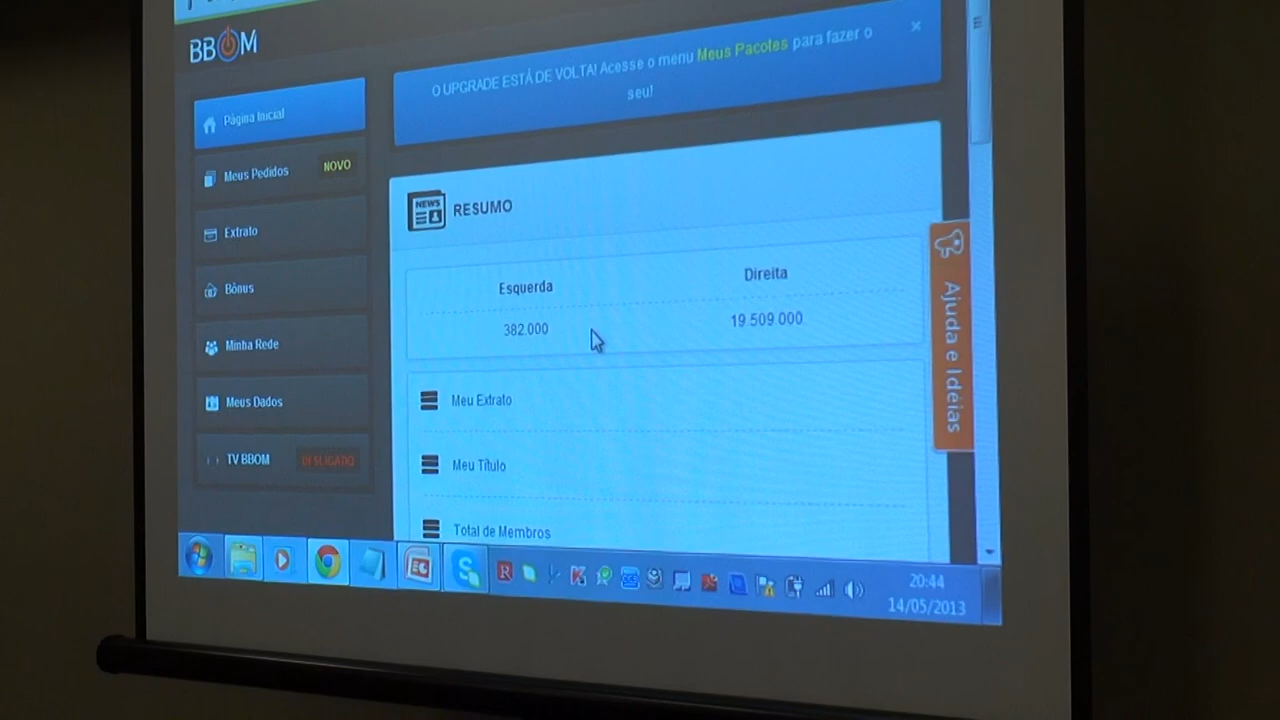 BBOM
O UPGRADE ESTÁ DE VOLTA! Acesse o menu Meus Pacotes para fazer o
seu!
×
Página Inicial
Meus Pedidos NOVO
Extrato
Bônus
Minha Rede
Meus Dados
TV BBOM DESLIGADO
NEWS
RESUMO
Esquerda Direita
382.000 19.509.000
Meu Extrato
Meu Título
Total de Membros
Ajuda e Idéias
20:44
14/05/2013